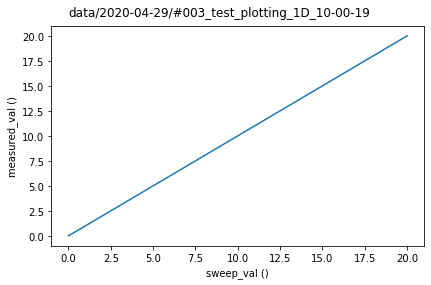 data/2020-04-29/#003_test_plotting_1D_10-00-19
20.0
17.5
15.0
12.5
10.0
7.5
5.0
2.5
0.0
measured_val ()
0.0 2.5 5.0 7.5 10.0 12.5 15.0 17.5 20.0
sweep_val ()